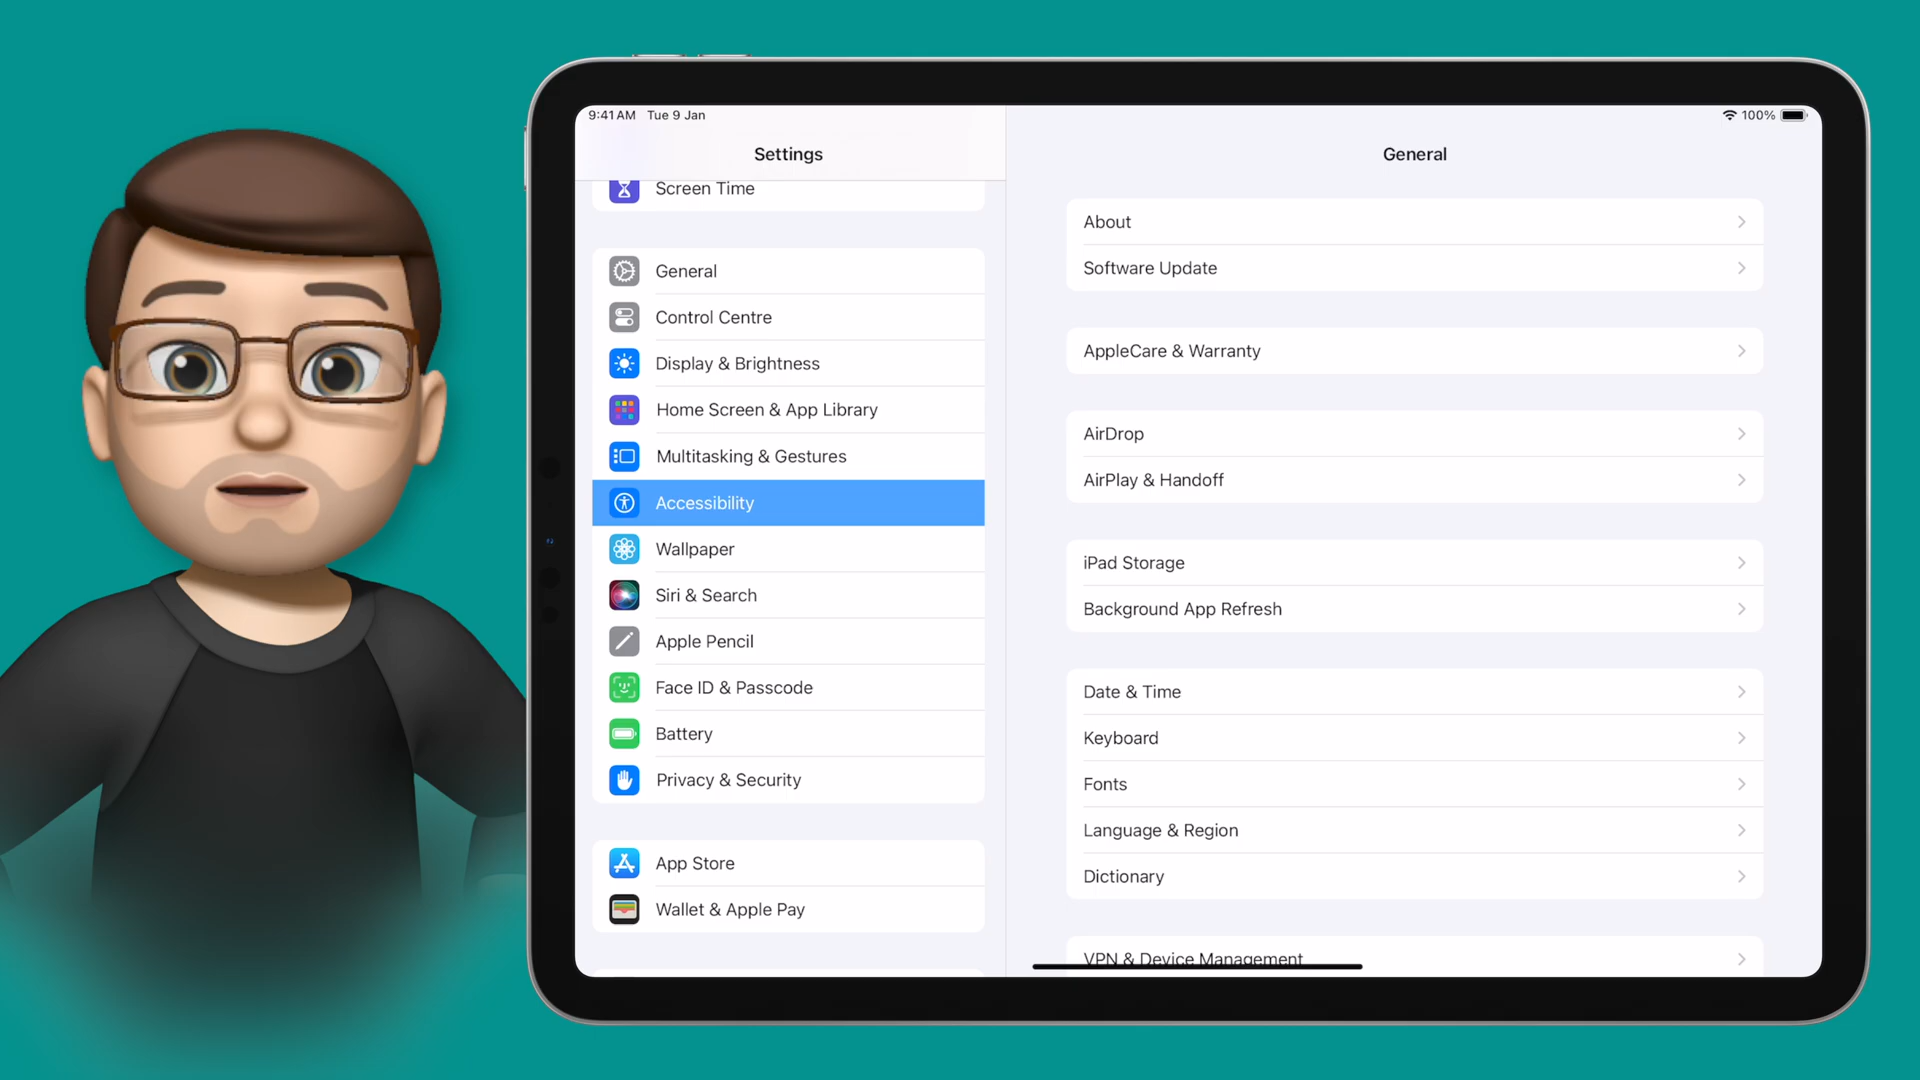 9:41 AM Tue 9 Jan
100%
Settings
Screen Time
General
Control Centre
Display & Brightness
Home Screen & App Library
Multitasking & Gestures
Accessibility
Wallpaper
Siri & Search
Apple Pencil
Face ID & Passcode
Battery
Privacy & Security
App Store
Wallet & Apple Pay
General
About
Software Update
AppleCare & Warranty
AirDrop
AirPlay & Handoff
iPad Storage
Background App Refresh
Date & Time
Keyboard
Fonts
Language & Region
Dictionary
VPN & Device Management